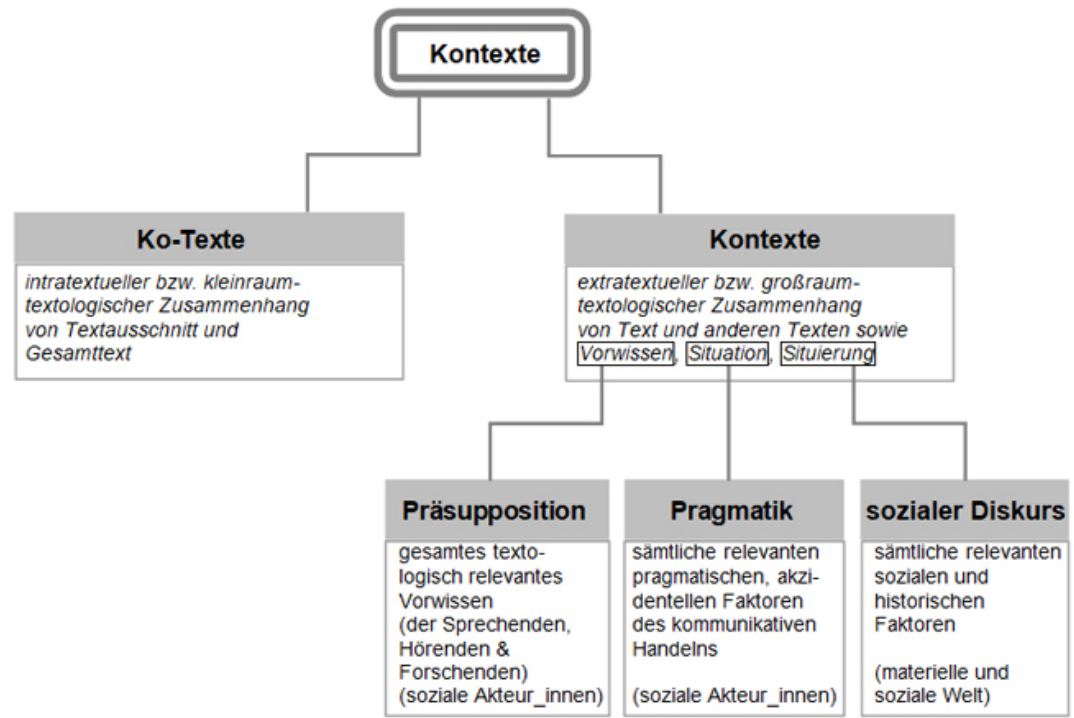 Kontexte
Ko-Texte
intratextueller bzw. kleinraum-
textologischer Zusammenhang
von Textausschnitt und
Gesamttext
Kontexte
extratextueller bzw. großraum-
textologischer Zusammenhang
von Text und anderen Texten sowie
Vorwissen, Situation, Situierung
Präsupposition
gesamtes texto-
logisch relevantes
Vorwissen
(der Sprechenden,
Hörenden &
Forschenden)
(soziale Akteur_innen)
Pragmatik
sämtliche relevanten
pragmatischen, akzi-
dentellen Faktoren
des kommunikativen
Handelns
(soziale Akteur_innen)
sozialer Diskurs
sämtliche relevanten
sozialen und
historischen
Faktoren
(materielle und
soziale Welt)